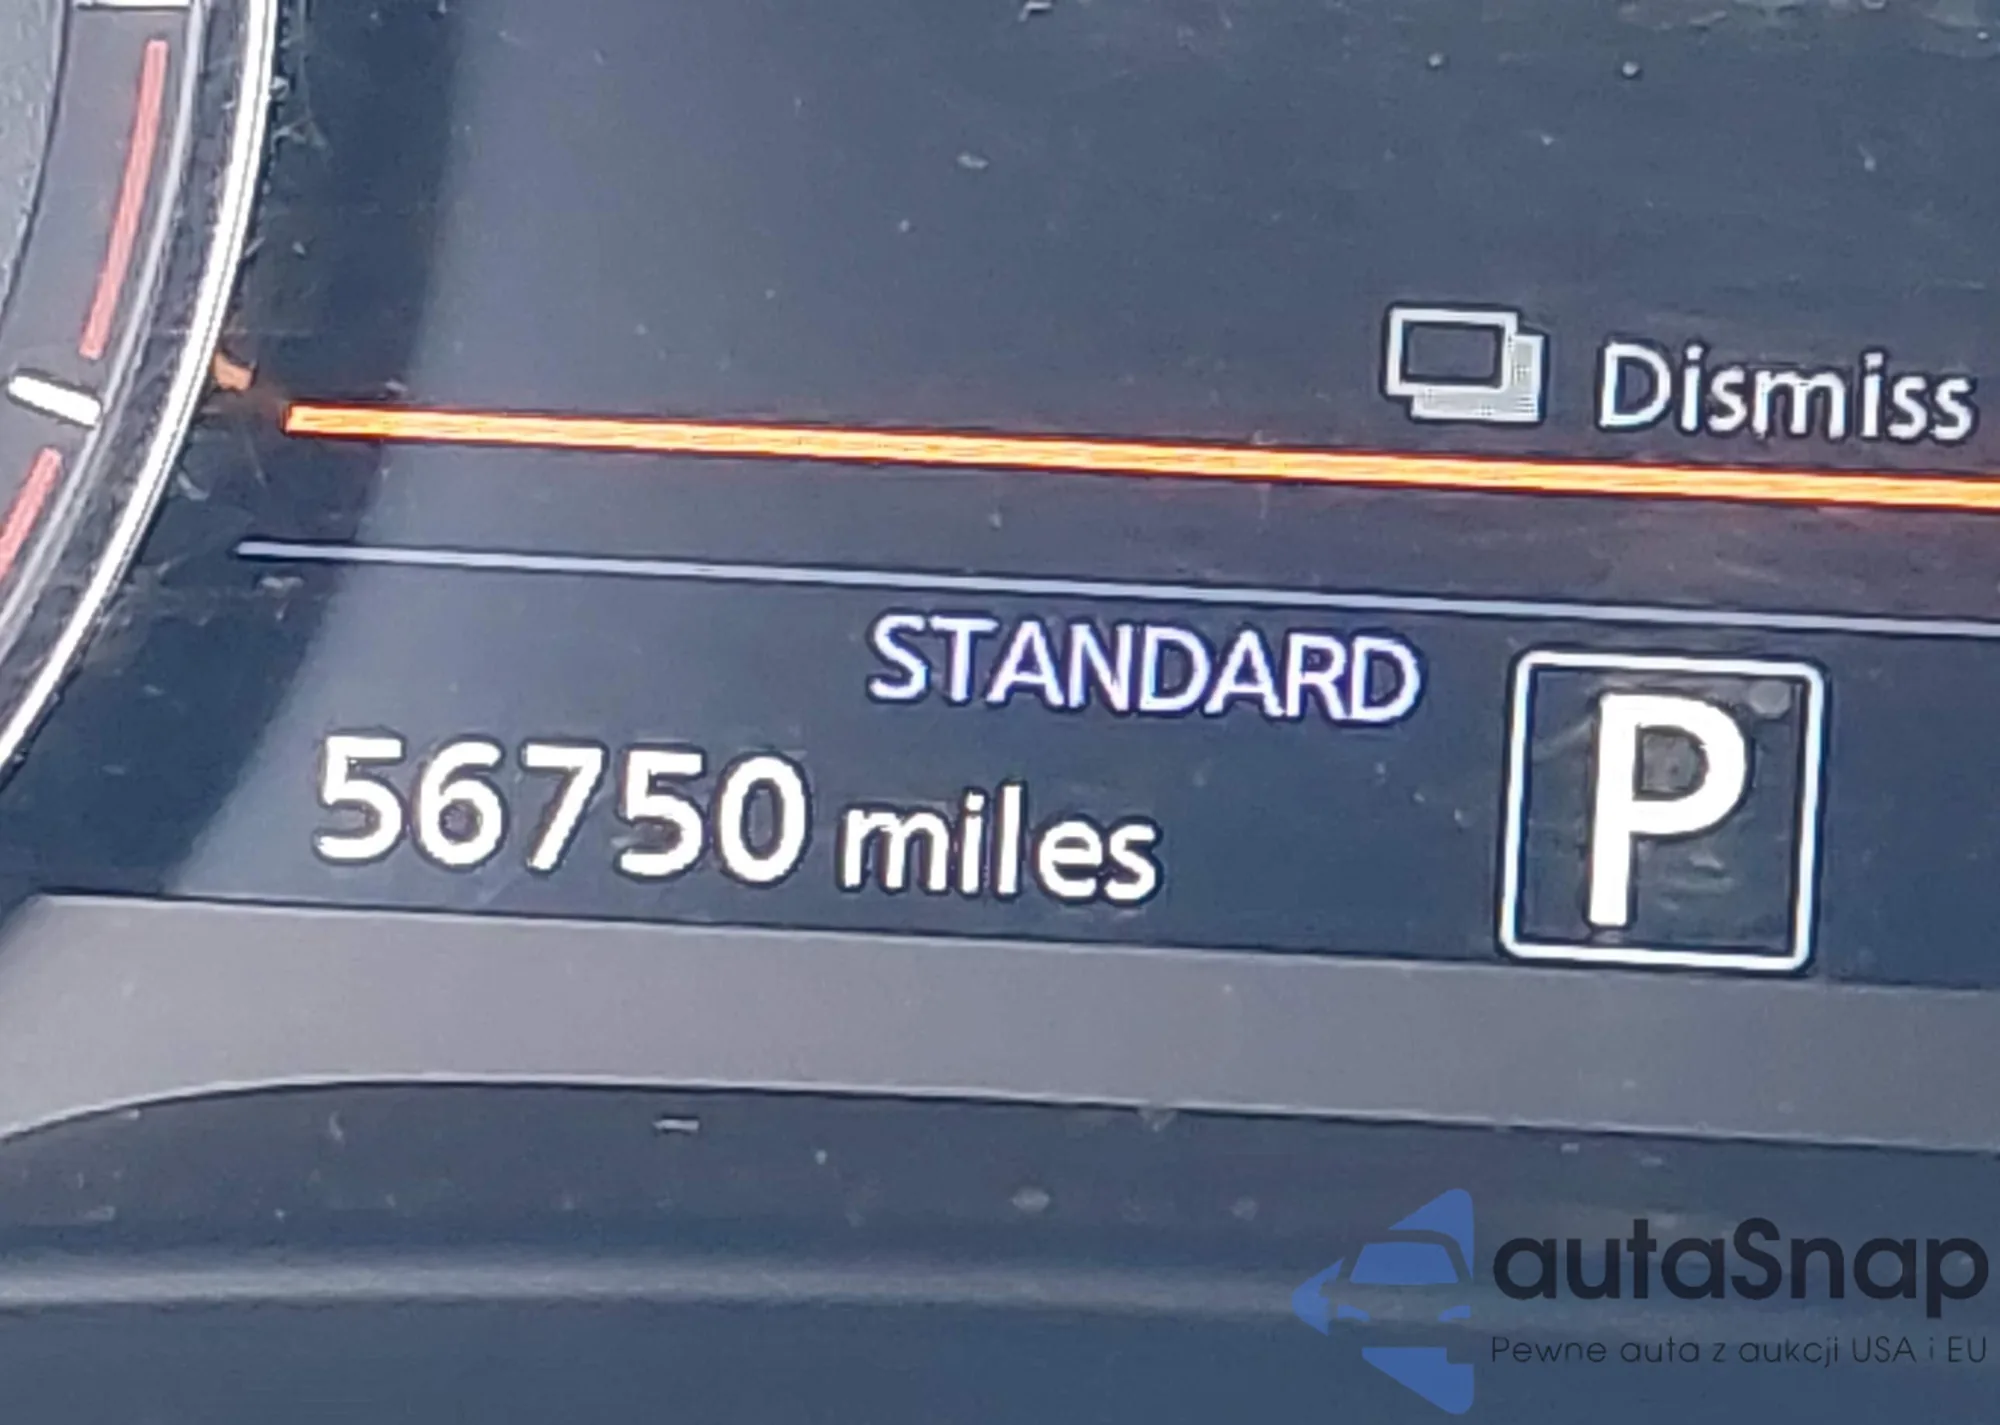 Dismiss
STANDARD
P
56750 miles
autaSnap
Pewne auta z aukcji USA i EU